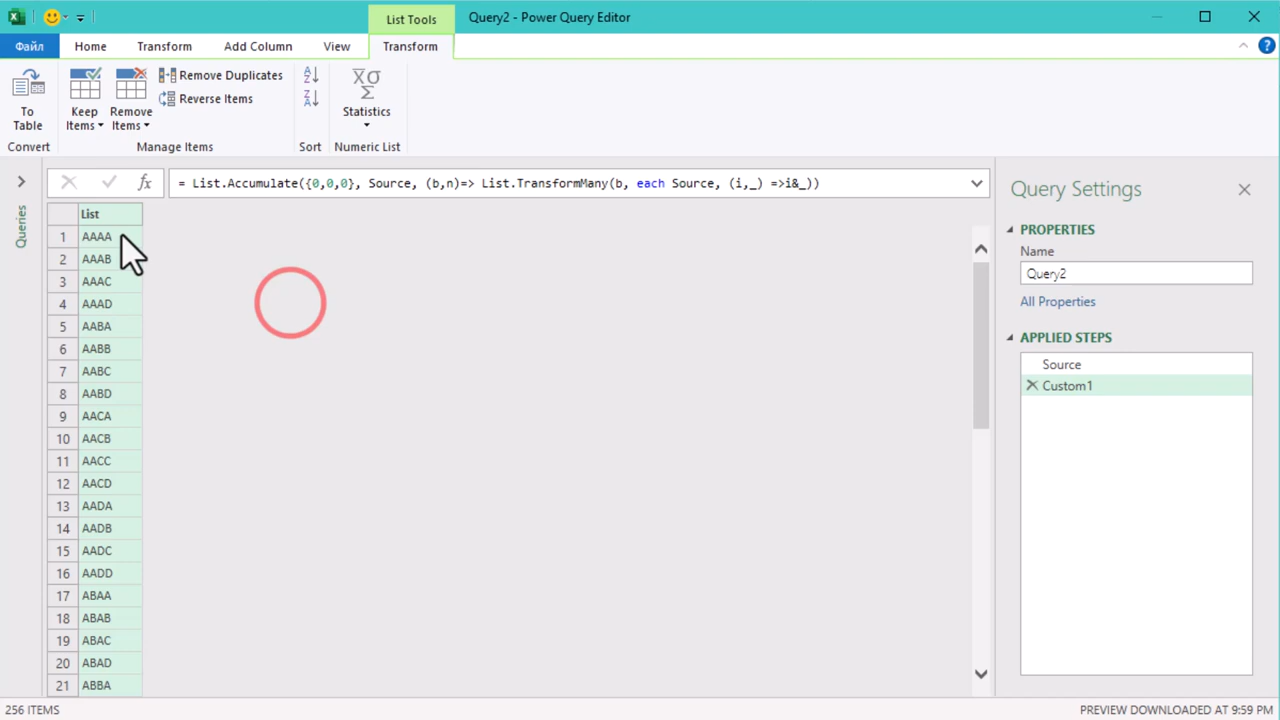 List Tools
Query2 - Power Query Editor
Файл
Home
Transform
Add Column
View
Transform
To Table
Keep Items
Remove Items
Remove Duplicates
Reverse Items
Statistics
Convert
Manage Items
Sort
Numeric List
= List.Accumulate({0,0,0}, Source, (b,n)=> List.TransformMany(b, each Source, (i,_) =>i&_))
Queries
List
1 AAAA
2 AAAB
3 AAAC
4 AAAD
5 AABA
6 AABB
7 AABC
8 AABD
9 AACA
10 AACB
11 AACC
12 AACD
13 AADA
14 AADB
15 AADC
16 AADD
17 ABAA
18 ABAB
19 ABAC
20 ABAD
21 ABBA
Query Settings
PROPERTIES
Name
Query2
All Properties
APPLIED STEPS
Source
Custom1
256 ITEMS
PREVIEW DOWNLOADED AT 9:59 PM